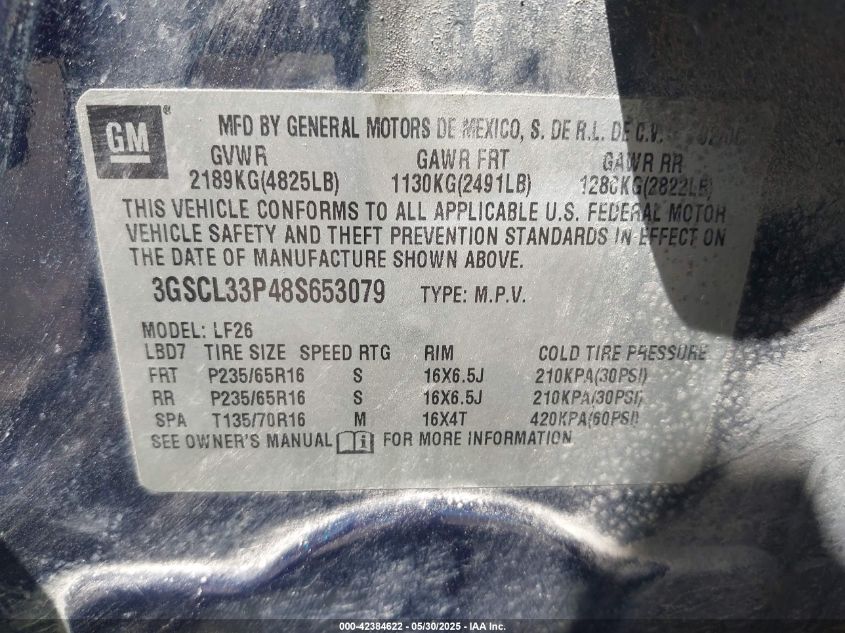 GM ®
MFD BY GENERAL MOTORS DE MEXICO, S. DE R.L. DE C.V.
GVWR GAWR FRT GAWR RR
2189KG(4825LB) 1130KG(2491LB) 1280KG(2822LB)
THIS VEHICLE CONFORMS TO ALL APPLICABLE U.S. FEDERAL MOTOR
VEHICLE SAFETY AND THEFT PREVENTION STANDARDS IN EFFECT ON
THE DATE OF MANUFACTURE SHOWN ABOVE.
3GSCL33P48S653079 TYPE: M.P.V.
MODEL: LF26
LBD7 TIRE SIZE SPEED RTG RIM COLD TIRE PRESSURE
FRT P235/65R16 S 16X6.5J 210KPA(30PSI)
RR P235/65R16 S 16X6.5J 210KPA(30PSI)
SPA T135/70R16 M 16X4T 420KPA(60PSI)
SEE OWNER'S MANUAL FOR MORE INFORMATION
000-42384622 — 05/30/2025 — IAA Inc.